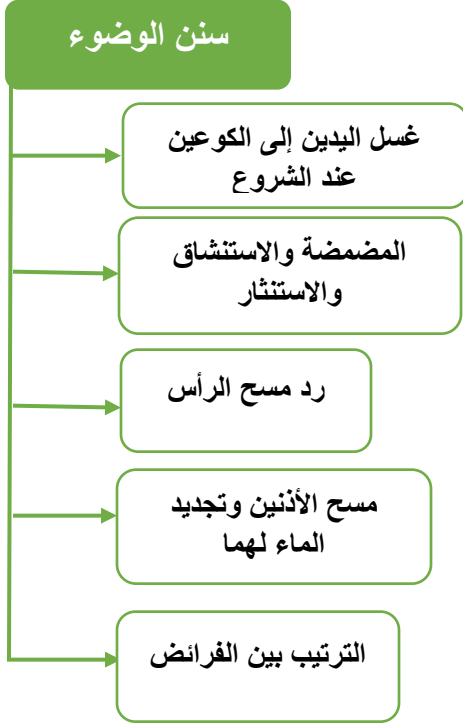 سنن الوضوء
غسل اليدين إلى الكوعين
عند الشروع
المضمضة والاستنشاق
والاستنثار
رد مسح الرأس
مسح الأذنين وتجديد
الماء لهما
الترتيب بين الفرائض